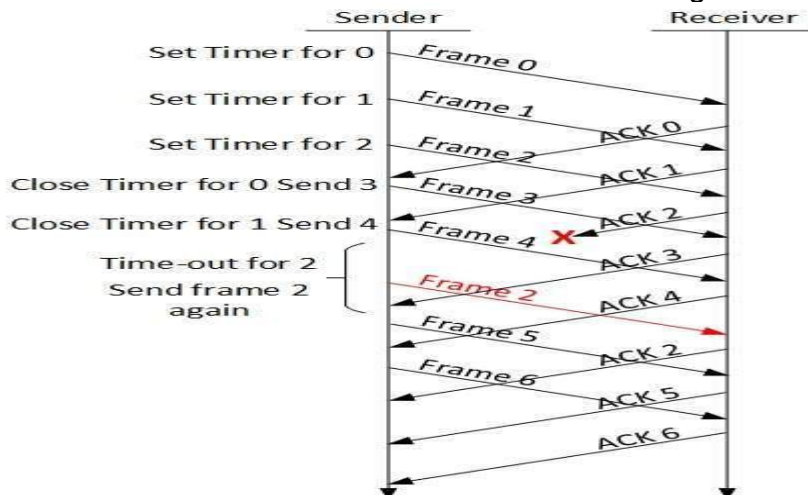 Sender
Receiver
Set Timer for 0
Frame 0
Set Timer for 1
Frame 1
ACK 0
Set Timer for 2
Frame 2
ACK 1
Close Timer for 0 Send 3
Frame 3
ACK 2
Close Timer for 1 Send 4
Frame 4
X
ACK 3
Time-out for 2
Send frame 2
again
Frame 2
ACK 4
Frame 5
ACK 2
Frame 6
ACK 5
ACK 6